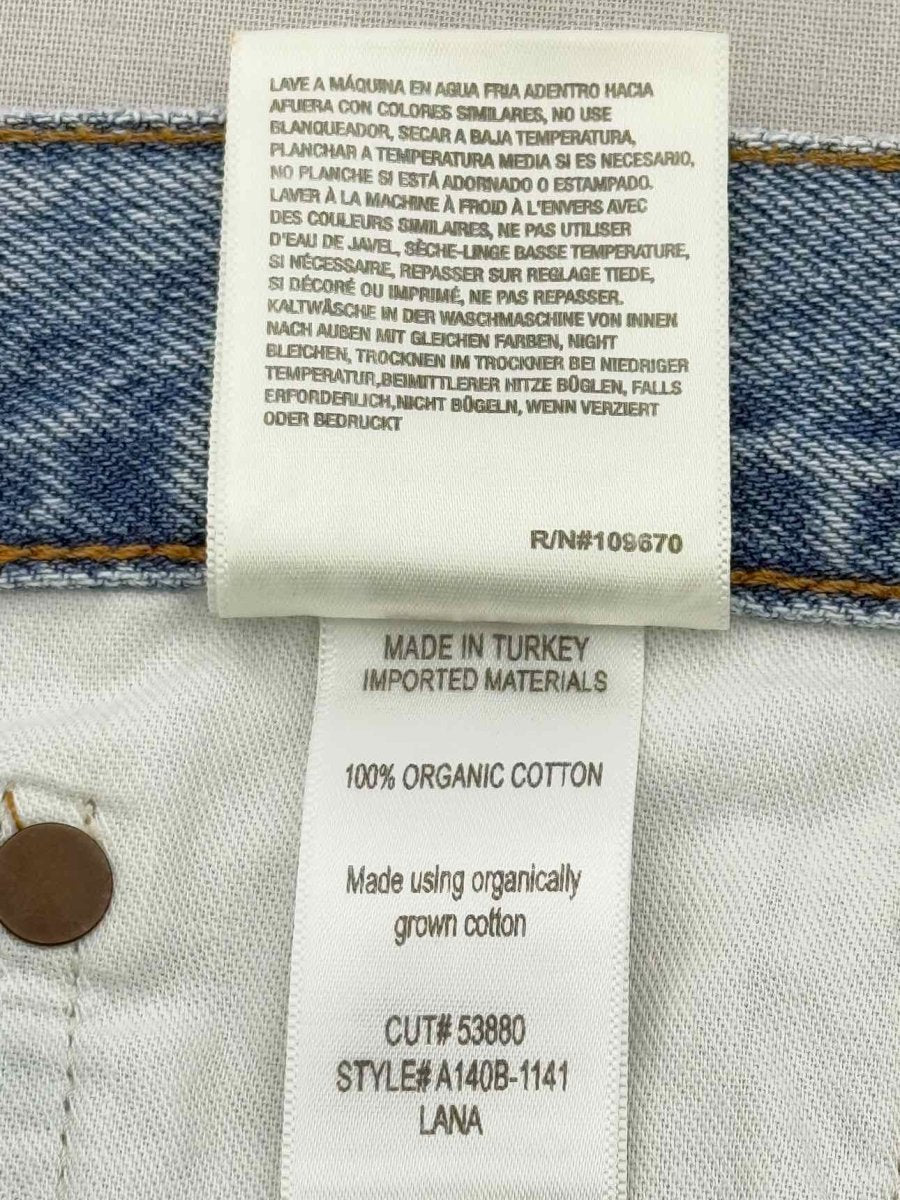 LAVE A MÁQUINA EN AGUA FRIA ADENTRO HACIA
AFUERA CON COLORES SIMILARES, NO USE
BLANQUEADOR, SECAR A BAJA TEMPERATURA,
PLANCHAR A TEMPERATURA MEDIA SI ES NECESARIO,
NO PLANCHE SI ESTÁ ADORNADO O ESTAMPADO.
LAVER À LA MACHINE À FROID À L'ENVERS AVEC
DES COULEURS SIMILAIRES, NE PAS UTILISER
D'EAU DE JAVEL, SÈCHE-LINGE BASSE TEMPERATURE,
SI NÉCESSAIRE, REPASSER SUR REGLAGE TIEDE,
SI DÉCORÉ OU IMPRIMÉ, NE PAS REPASSER.
KALTWÄSCHE IN DER WASCHMASCHINE VON INNEN
NACH AUBEN MIT GLEICHEN FARBEN, NIGHT
BLEICHEN, TROCKNEN IM TROCKNER BEI NIEDRIGER
TEMPERATUR,BEIMITTLERER HITZE BÜGLEN, FALLS
ERFORDERLICH,NICHT BÜGELN, WENN VERZIERT
ODER BEDRUCKT
R/N#109670
MADE IN TURKEY
IMPORTED MATERIALS
100% ORGANIC COTTON
Made using organically
grown cotton
CUT# 53880
STYLE# A140B-1141
LANA